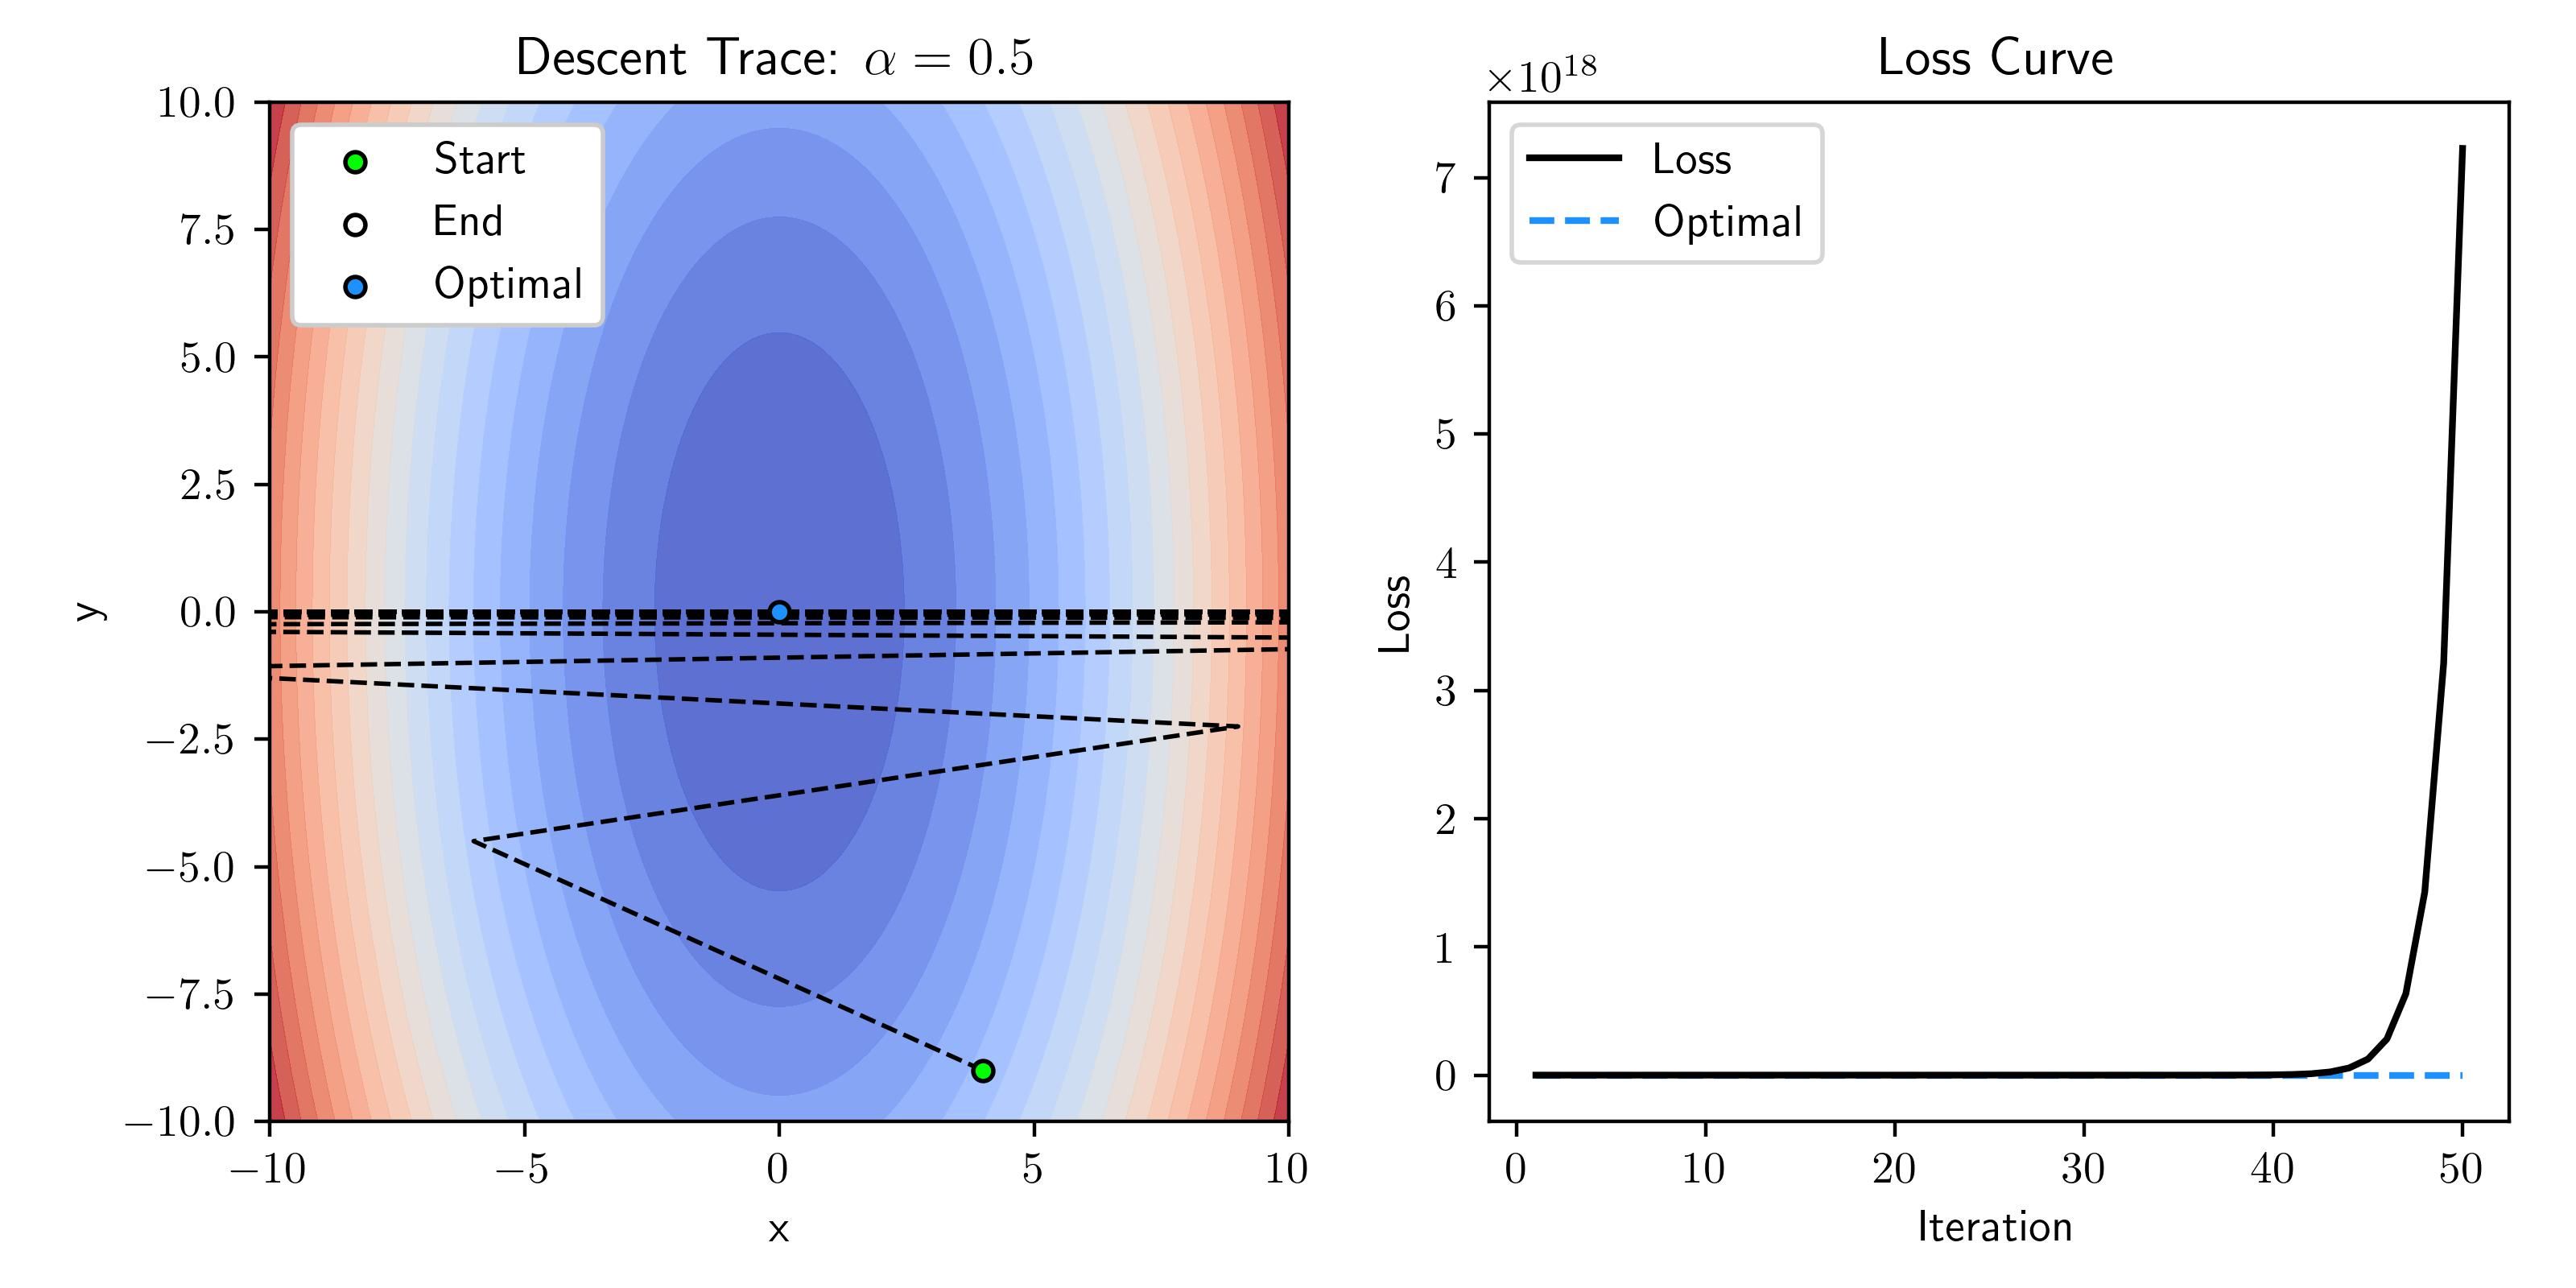 Descent Trace: α = 0.5
10.0
7.5
5.0
2.5
0.0
−2.5
−5.0
−7.5
−10.0
y
Start
End
Optimal
−10
−5
0
5
10
x
Loss Curve
×10¹⁸
7
6
5
4
3
2
1
0
Loss
Loss
Optimal
0
10
20
30
40
50
Iteration